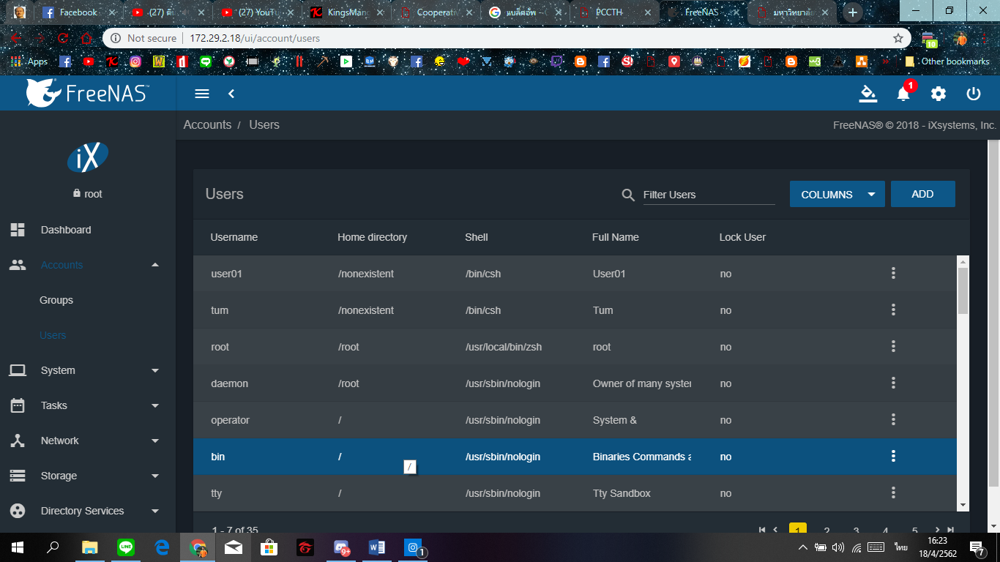 Facebook
(27) YouTu
KingsMan
Cooperativ
แบล็คอัพ -
PCCTH
FreeNAS
มหาวิทยาลัย
Not secure | 172.29.2.18/ui/account/users
10
Apps
Other bookmarks
FreeNAS™
1
Accounts / Users
FreeNAS® © 2018 - iXsystems, Inc.
iX
root
Dashboard
Accounts
Groups
Users
System
Tasks
Network
Storage
Directory Services
Users
Filter Users
COLUMNS
ADD
Username Home directory Shell Full Name Lock User
user01 /nonexistent /bin/csh User01 no
tum /nonexistent /bin/csh Tum no
root /root /usr/local/bin/zsh root no
daemon /root /usr/sbin/nologin Owner of many system no
operator / /usr/sbin/nologin System & no
bin / /usr/sbin/nologin Binaries Commands a no
/
tty / /usr/sbin/nologin Tty Sandbox no
1 - 7 of 35
1 2 3 4 5
LINE
9+
1
ไทย
16:23
18/4/2562
7